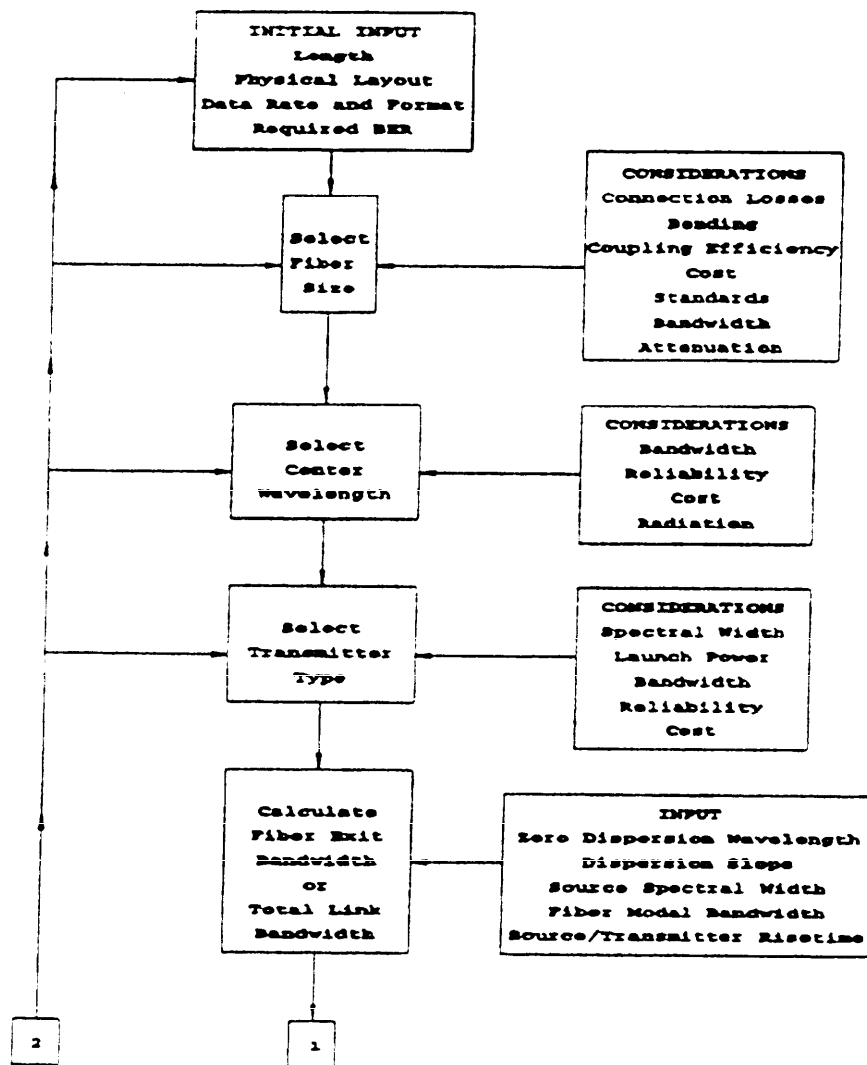 INITIAL INPUT
Length
Physical Layout
Data Rate and Format
Required BER
Select
Fiber
Size
CONSIDERATIONS
Connection Losses
Bending
Coupling Efficiency
Cost
Standards
Bandwidth
Attenuation
Select
Center
Wavelength
CONSIDERATIONS
Bandwidth
Reliability
Cost
Radiation
Select
Transmitter
Type
CONSIDERATIONS
Spectral Width
Launch Power
Bandwidth
Reliability
Cost
Calculate
Fiber Exit
Bandwidth
or
Total Link
Bandwidth
INPUT
Zero Dispersion Wavelength
Dispersion Slope
Source Spectral Width
Fiber Modal Bandwidth
Source/Transmitter Risetime
2
1